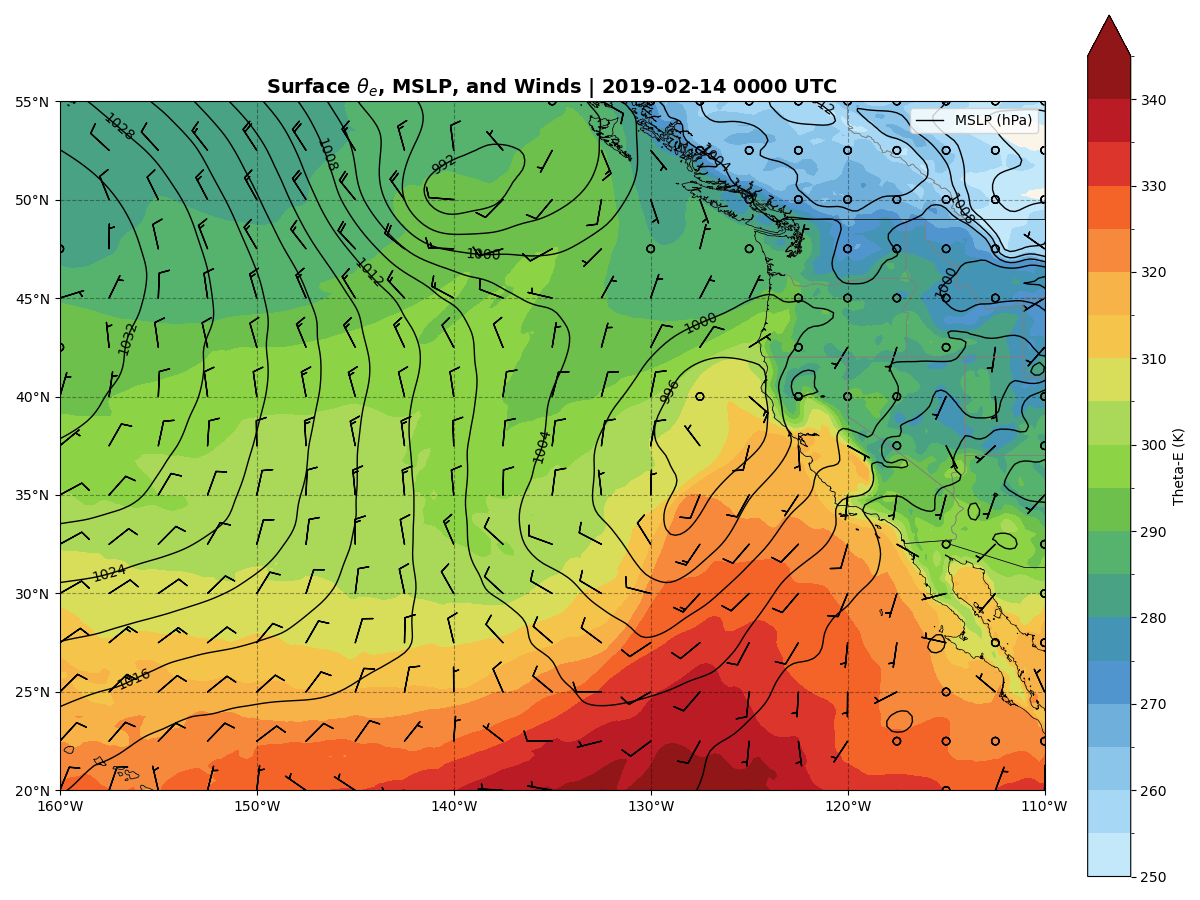 Surface θe, MSLP, and Winds | 2019-02-14 0000 UTC
MSLP (hPa)
55°N
50°N
45°N
40°N
35°N
30°N
25°N
20°N
160°W
150°W
140°W
130°W
120°W
110°W
1028
1008
992
1004
1008
1000
1012
1000
1000
1032
996
1004
1024
1016
340
330
320
310
300
290
280
270
260
250
Theta-E (K)